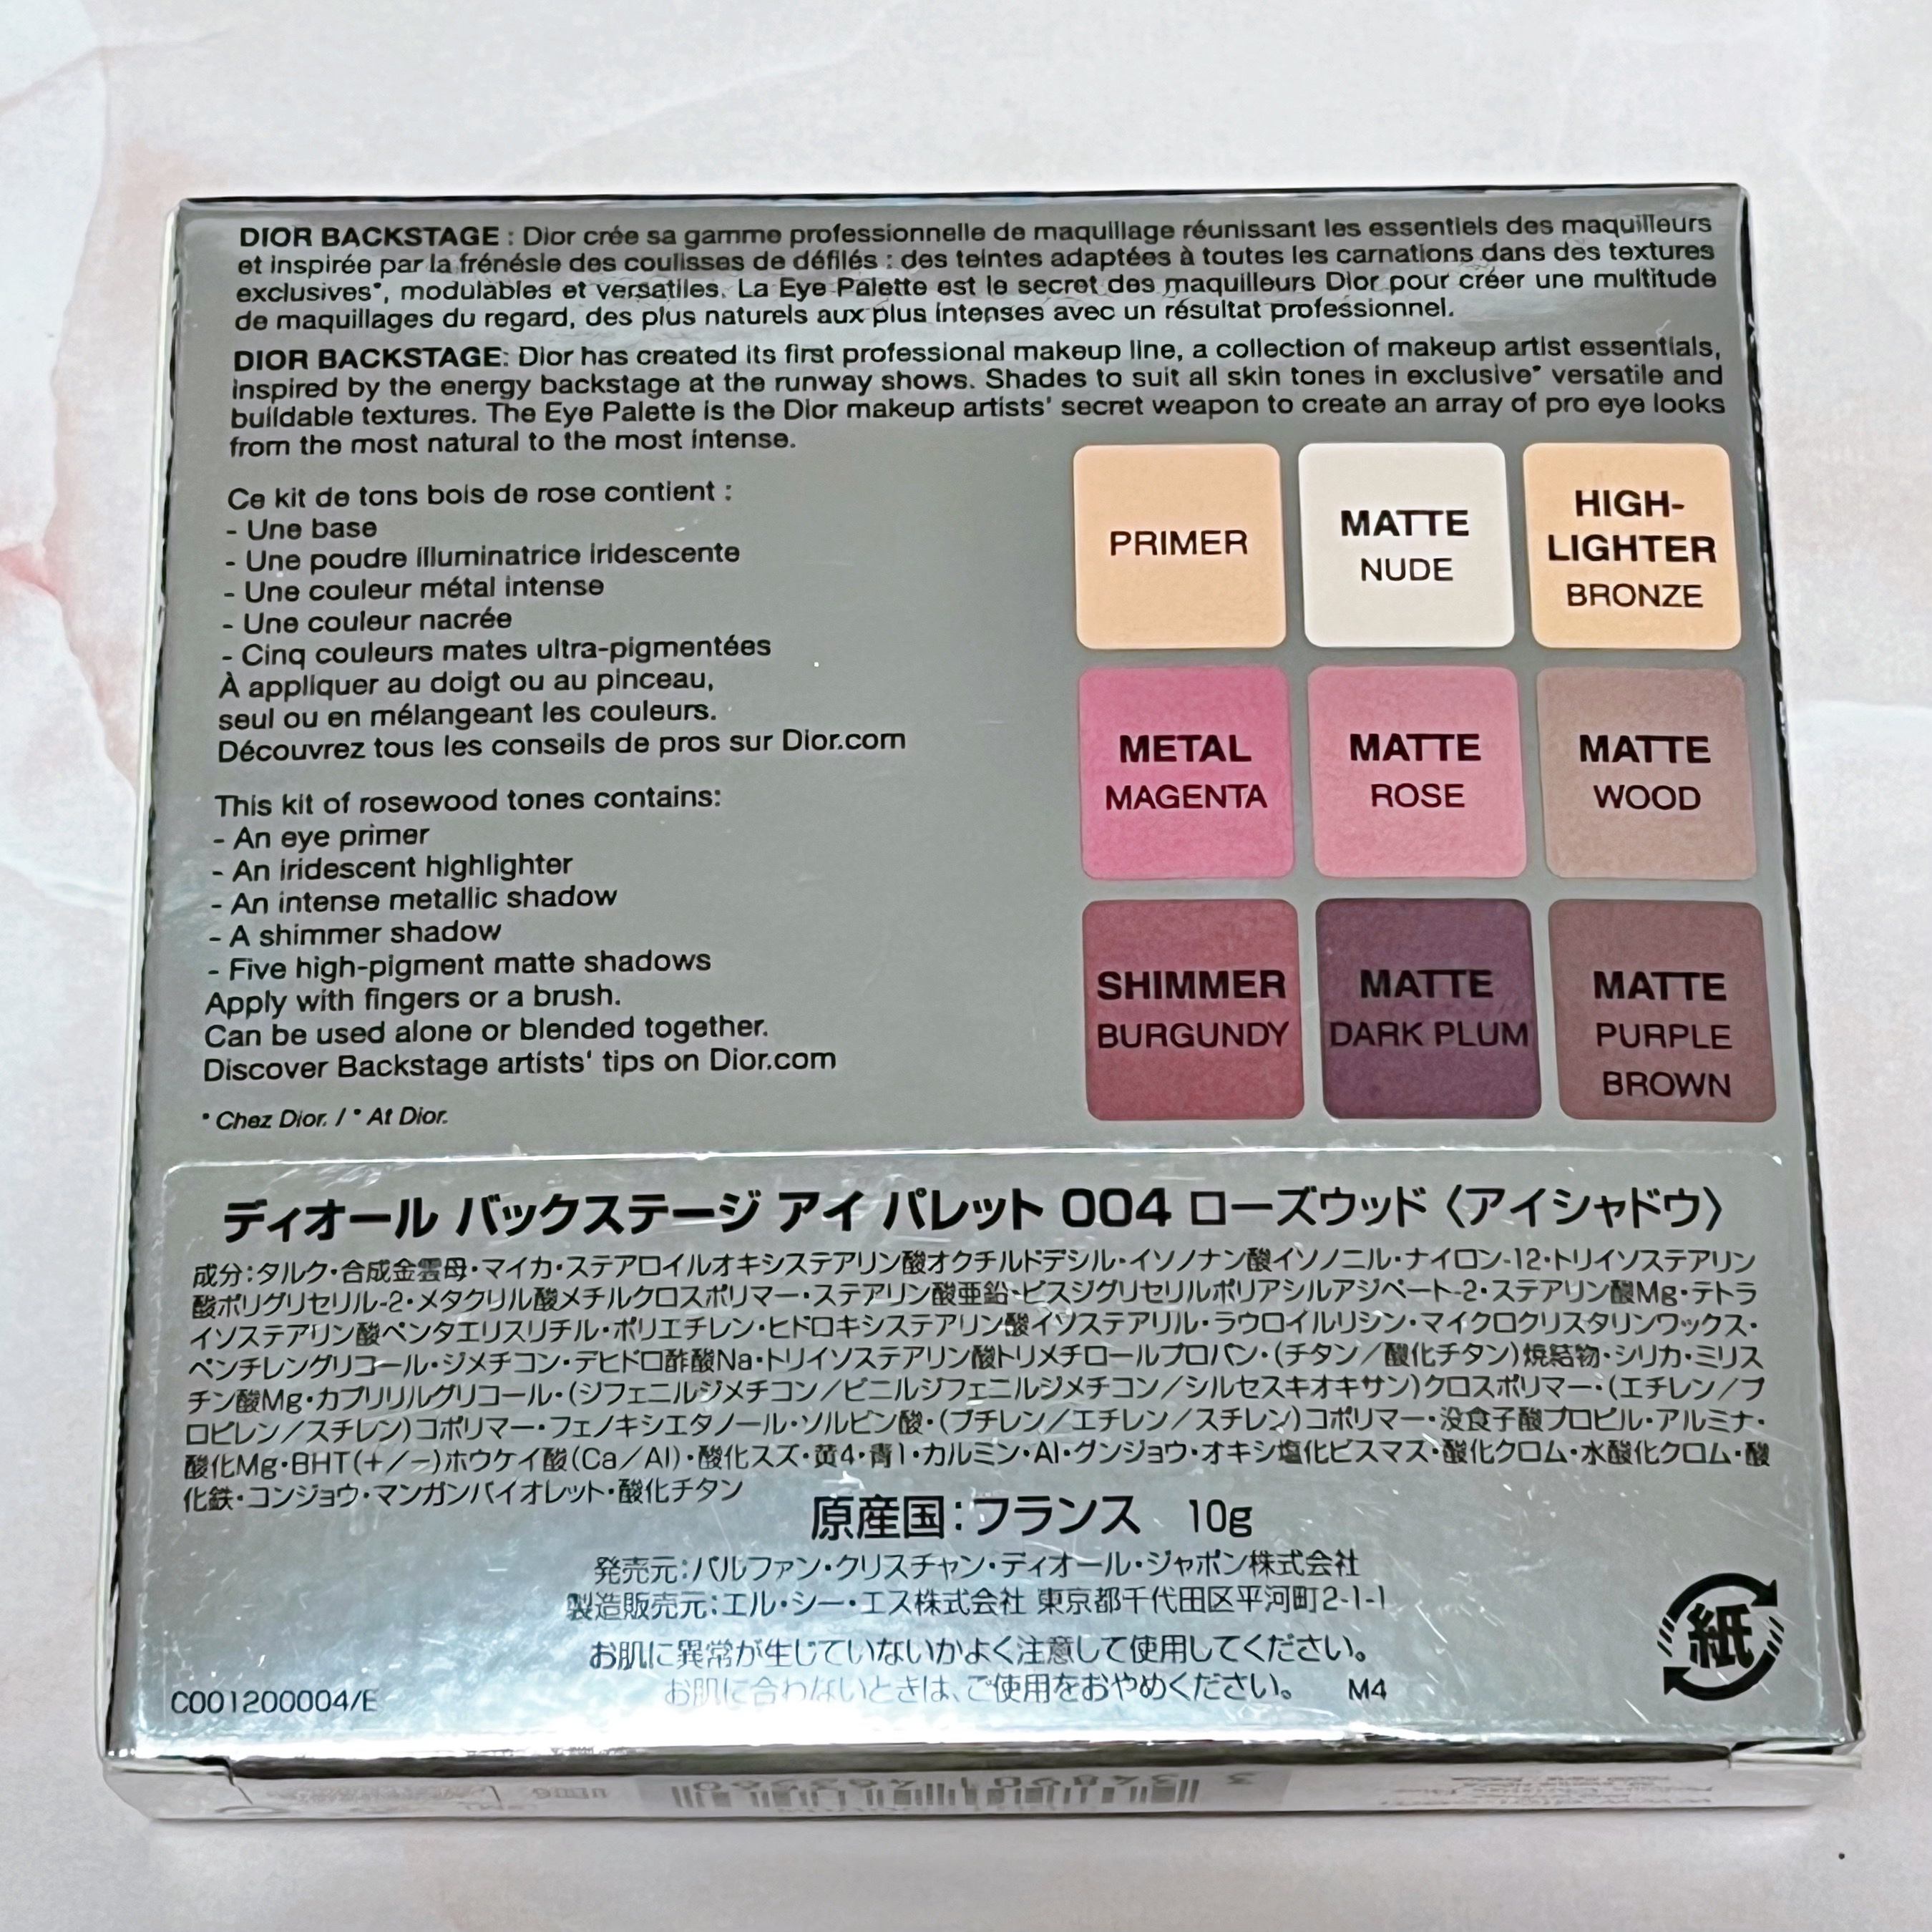 DIOR BACKSTAGE : Dior crée sa gamme professionnelle de maquillage réunissant les essentiels des maquilleurs
et inspirée par la frénésie des coulisses de défilés : des teintes adaptées à toutes les carnations dans des textures
exclusives*, modulables et versatiles. La Eye Palette est le secret des maquilleurs Dior pour créer une multitude
de maquillages du regard, des plus naturels aux plus intenses avec un résultat professionnel.
DIOR BACKSTAGE: Dior has created its first professional makeup line, a collection of makeup artist essentials,
inspired by the energy backstage at the runway shows. Shades to suit all skin tones in exclusive* versatile and
buildable textures. The Eye Palette is the Dior makeup artists' secret weapon to create an array of pro eye looks
from the most natural to the most intense.
Ce kit de tons bois de rose contient :
- Une base
- Une poudre illuminatrice iridescente
- Une couleur métal intense
- Une couleur nacrée
- Cinq couleurs mates ultra-pigmentées
À appliquer au doigt ou au pinceau,
seul ou en mélangeant les couleurs.
Découvrez tous les conseils de pros sur Dior.com
This kit of rosewood tones contains:
- An eye primer
- An iridescent highlighter
- An intense metallic shadow
- A shimmer shadow
- Five high-pigment matte shadows
Apply with fingers or a brush.
Can be used alone or blended together.
Discover Backstage artists' tips on Dior.com
* Chez Dior. / * At Dior.
PRIMER
MATTE
NUDE
HIGH-
LIGHTER
BRONZE
METAL
MAGENTA
MATTE
ROSE
MATTE
WOOD
SHIMMER
BURGUNDY
MATTE
DARK PLUM
MATTE
PURPLE
BROWN
ディオール バックステージ アイ パレット 004 ローズウッド〈アイシャドウ〉
成分:タルク・合成金雲母・マイカ・ステアロイルオキシステアリン酸オクチルドデシル・イソノナン酸イソノニル・ナイロン-12・トリイソステアリン
酸ポリグリセリル-2・メタクリル酸メチルクロスポリマー・ステアリン酸亜鉛・ビスジグリセリルポリアシルアジペート-2・ステアリン酸Mg・テトラ
イソステアリン酸ペンタエリスリチル・ポリエチレン・ヒドロキシステアリン酸イソステアリル・ラウロイルリシン・マイクロクリスタリンワックス・
ペンチレングリコール・ジメチコン・デヒドロ酢酸Na・トリイソステアリン酸トリメチロールプロパン・(チタン/酸化チタン)焼結物・シリカ・ミリス
チン酸Mg・カプリリルグリコール・(ジフェニルジメチコン/ビニルジフェニルジメチコン/シルセスキオキサン)クロスポリマー・(エチレン/プ
ロピレン/スチレン)コポリマー・フェノキシエタノール・ソルビン酸・(ブチレン/エチレン/スチレン)コポリマー・没食子酸プロピル・アルミナ・
酸化Mg・BHT(+/-)ホウケイ酸(Ca/Al)・酸化スズ・黄4・青1・カルミン・Al・グンジョウ・オキシ塩化ビスマス・酸化クロム・水酸化クロム・酸
化鉄・コンジョウ・マンガンバイオレット・酸化チタン
原産国:フランス 10g
発売元:パルファン・クリスチャン・ディオール・ジャポン株式会社
製造販売元:エル・シー・エス株式会社 東京都千代田区平河町2-1-1
お肌に異常が生じていないかよく注意して使用してください。
お肌に合わないときは、ご使用をおやめください。 M4
C001200004/E
紙